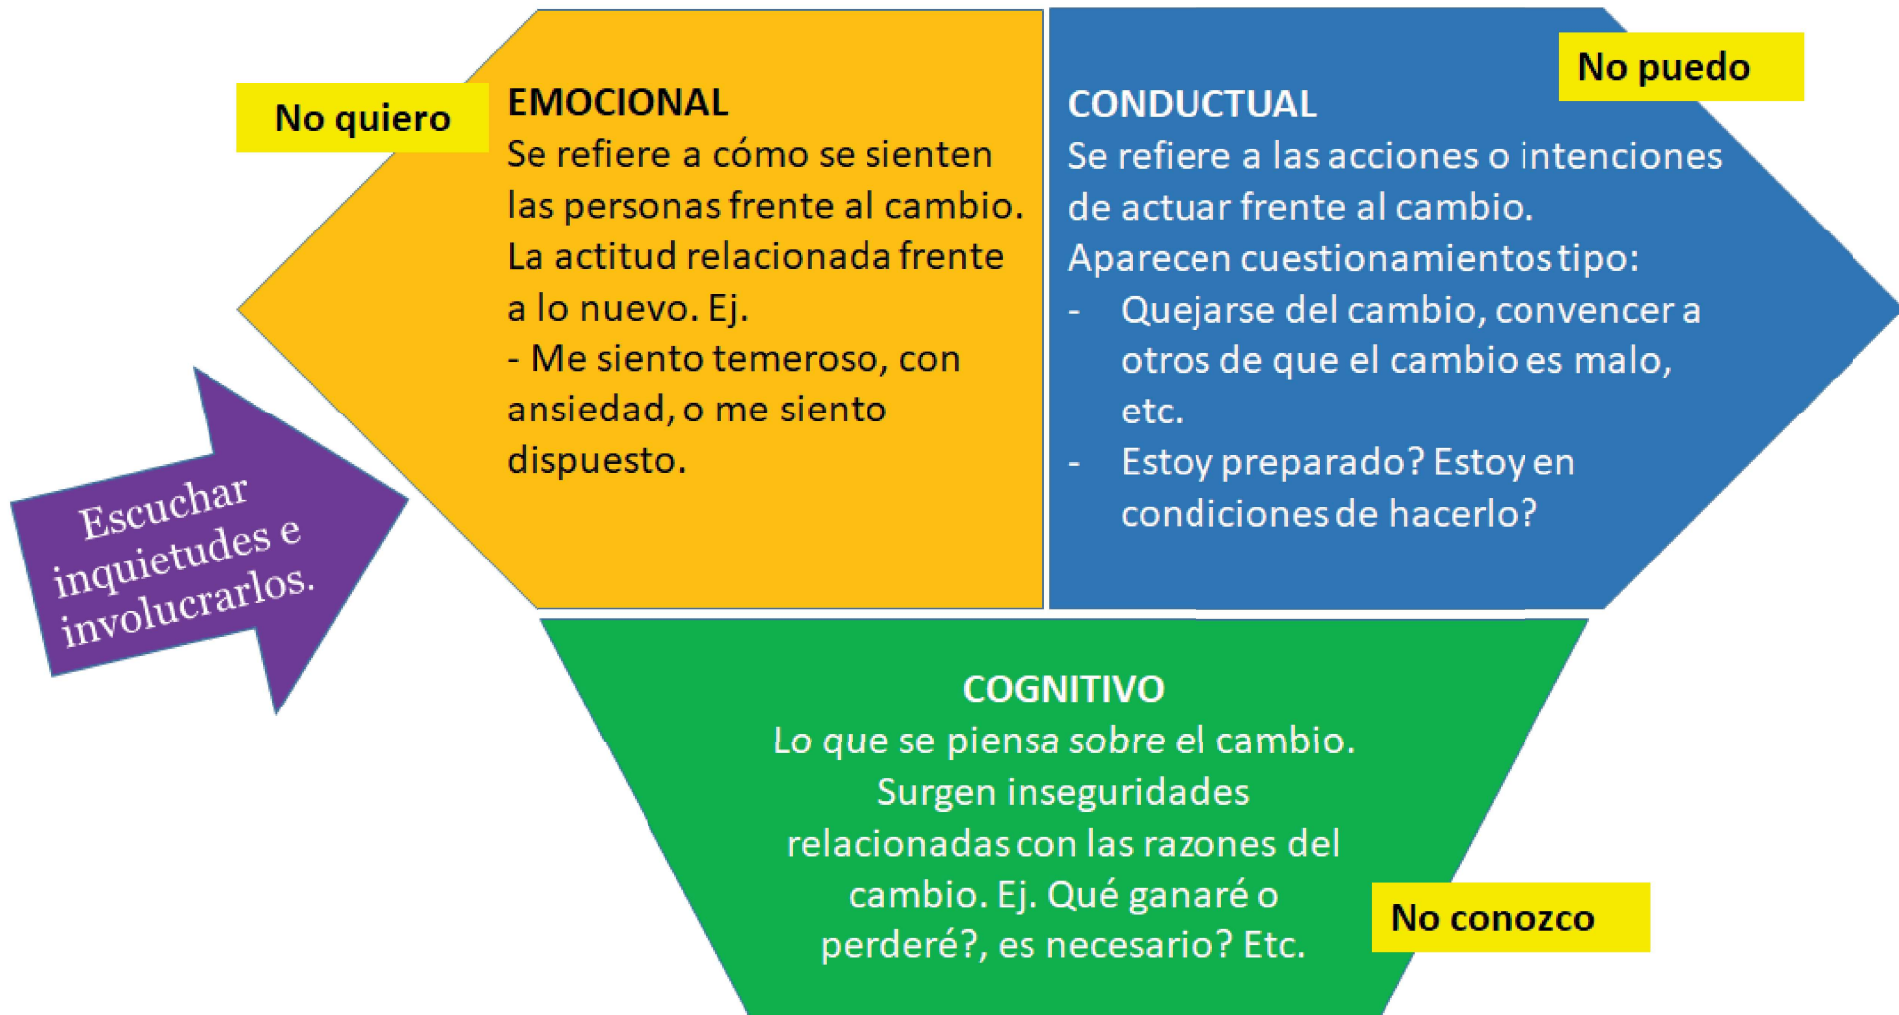 No quiero
EMOCIONAL
Se refiere a cómo se sienten
las personas frente al cambio.
La actitud relacionada frente
a lo nuevo. Ej.
- Me siento temeroso, con
ansiedad, o me siento
dispuesto.
No puedo
CONDUCTUAL
Se refiere a las acciones o intenciones
de actuar frente al cambio.
Aparecen cuestionamientos tipo:
- Quejarse del cambio, convencer a
otros de que el cambio es malo,
etc.
- Estoy preparado? Estoy en
condiciones de hacerlo?
Escuchar
inquietudes e
involucrarlos.
COGNITIVO
Lo que se piensa sobre el cambio.
Surgen inseguridades
relacionadas con las razones del
cambio. Ej. Qué ganaré o
perderé?, es necesario? Etc.
No conozco